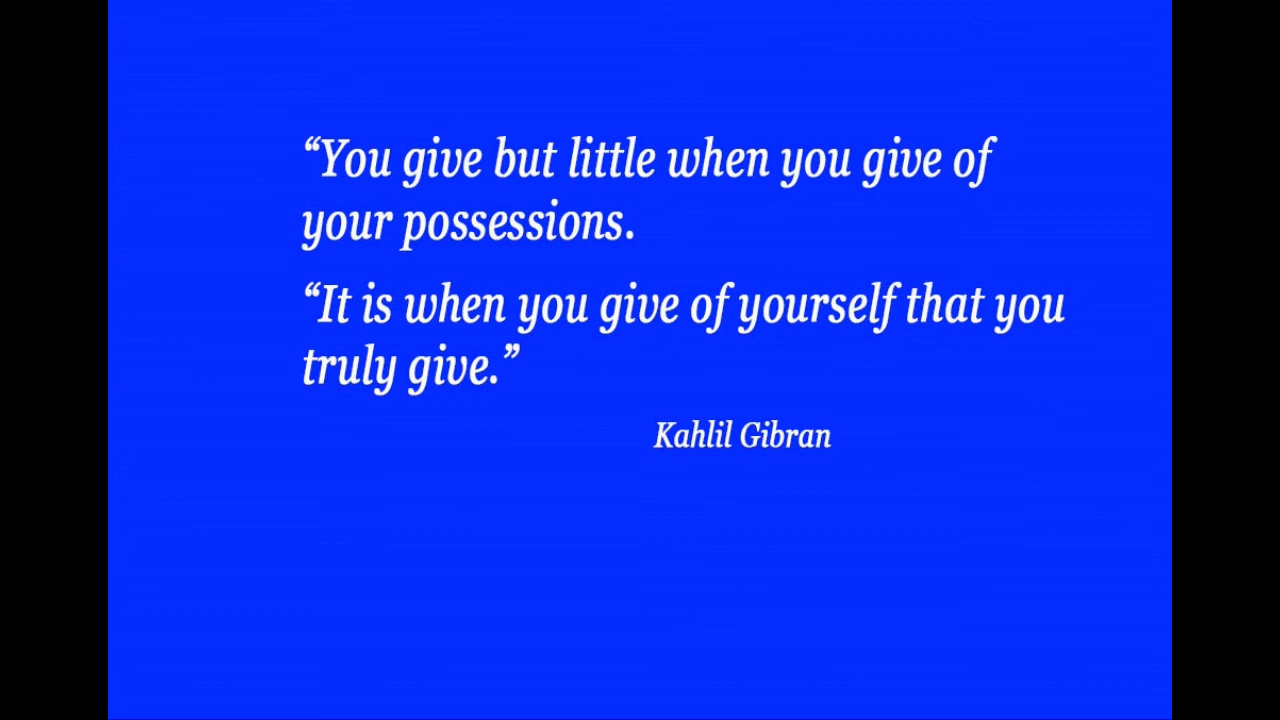 “You give but little when you give of
your possessions.
“It is when you give of yourself that you
truly give.”
Kahlil Gibran